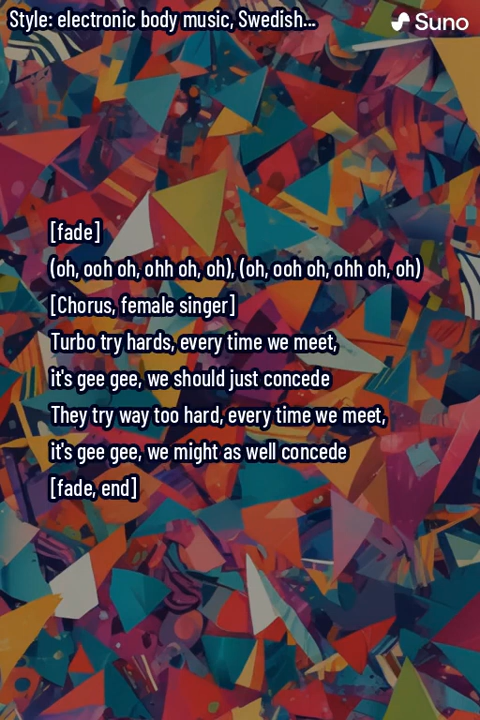 Style: electronic body music, Swedish...
Suno
[fade]
(oh, ooh oh, ohh oh, oh), (oh, ooh oh, ohh oh, oh)
[Chorus, female singer]
Turbo try hards, every time we meet,
it's gee gee, we should just concede
They try way too hard, every time we meet,
it's gee gee, we might as well concede
[fade, end]